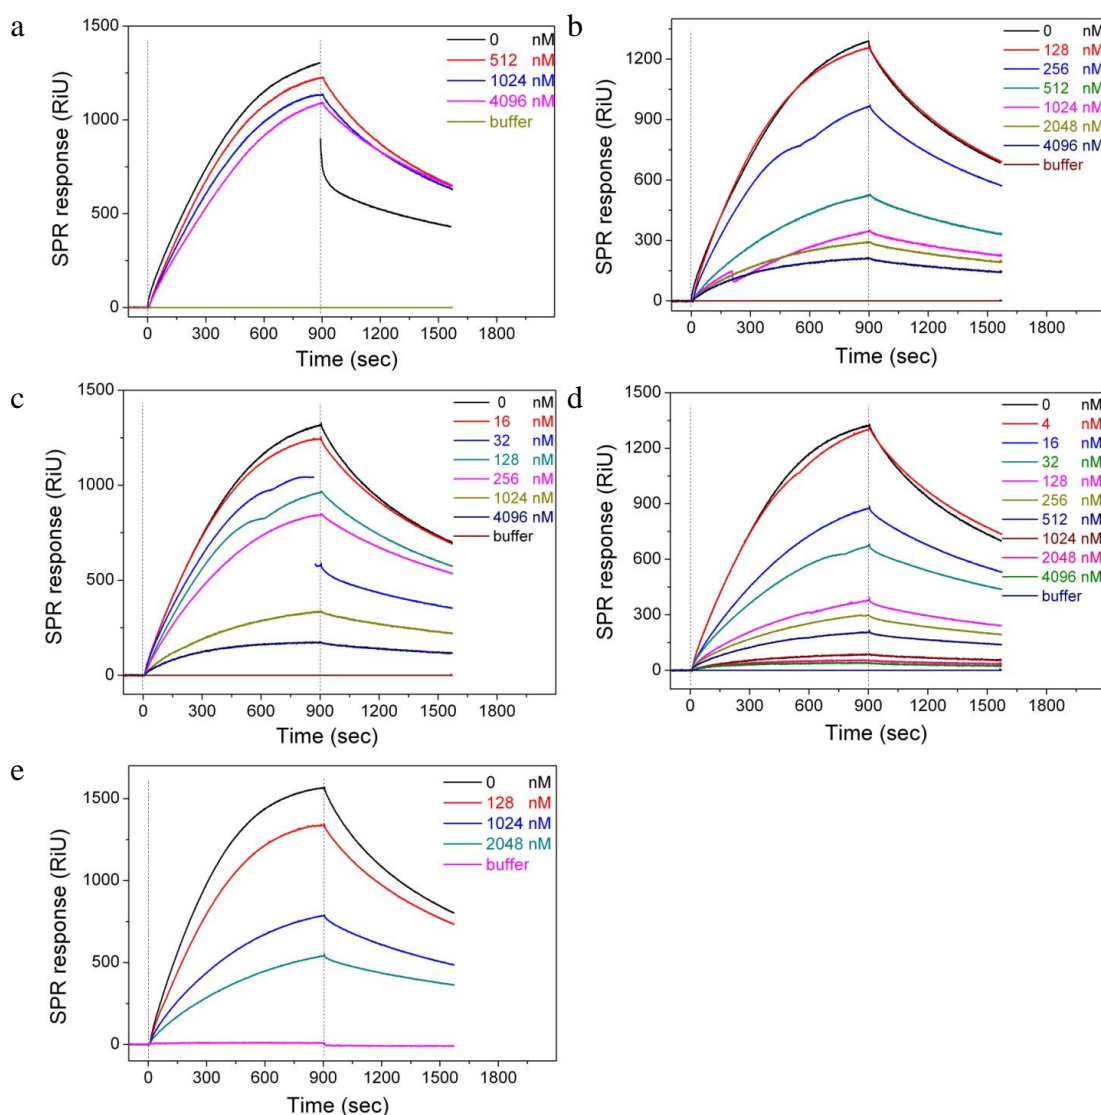 a
1500
1000
500
0
SPR response (RiU)
0 nM
512 nM
1024 nM
4096 nM
buffer
0 300 600 900 1200 1500 1800
Time (sec)
b
1200
900
600
300
0
SPR response (RiU)
0 nM
128 nM
256 nM
512 nM
1024 nM
2048 nM
4096 nM
buffer
0 300 600 900 1200 1500 1800
Time (sec)
c
1500
1000
500
0
SPR response (RiU)
0 nM
16 nM
32 nM
128 nM
256 nM
1024 nM
4096 nM
buffer
0 300 600 900 1200 1500 1800
Time (sec)
d
1500
1200
900
600
300
0
SPR response (RiU)
0 nM
4 nM
16 nM
32 nM
128 nM
256 nM
512 nM
1024 nM
2048 nM
4096 nM
buffer
0 300 600 900 1200 1500 1800
Time (sec)
e
1500
1000
500
0
SPR response (RiU)
0 nM
128 nM
1024 nM
2048 nM
buffer
0 300 600 900 1200 1500 1800
Time (sec)